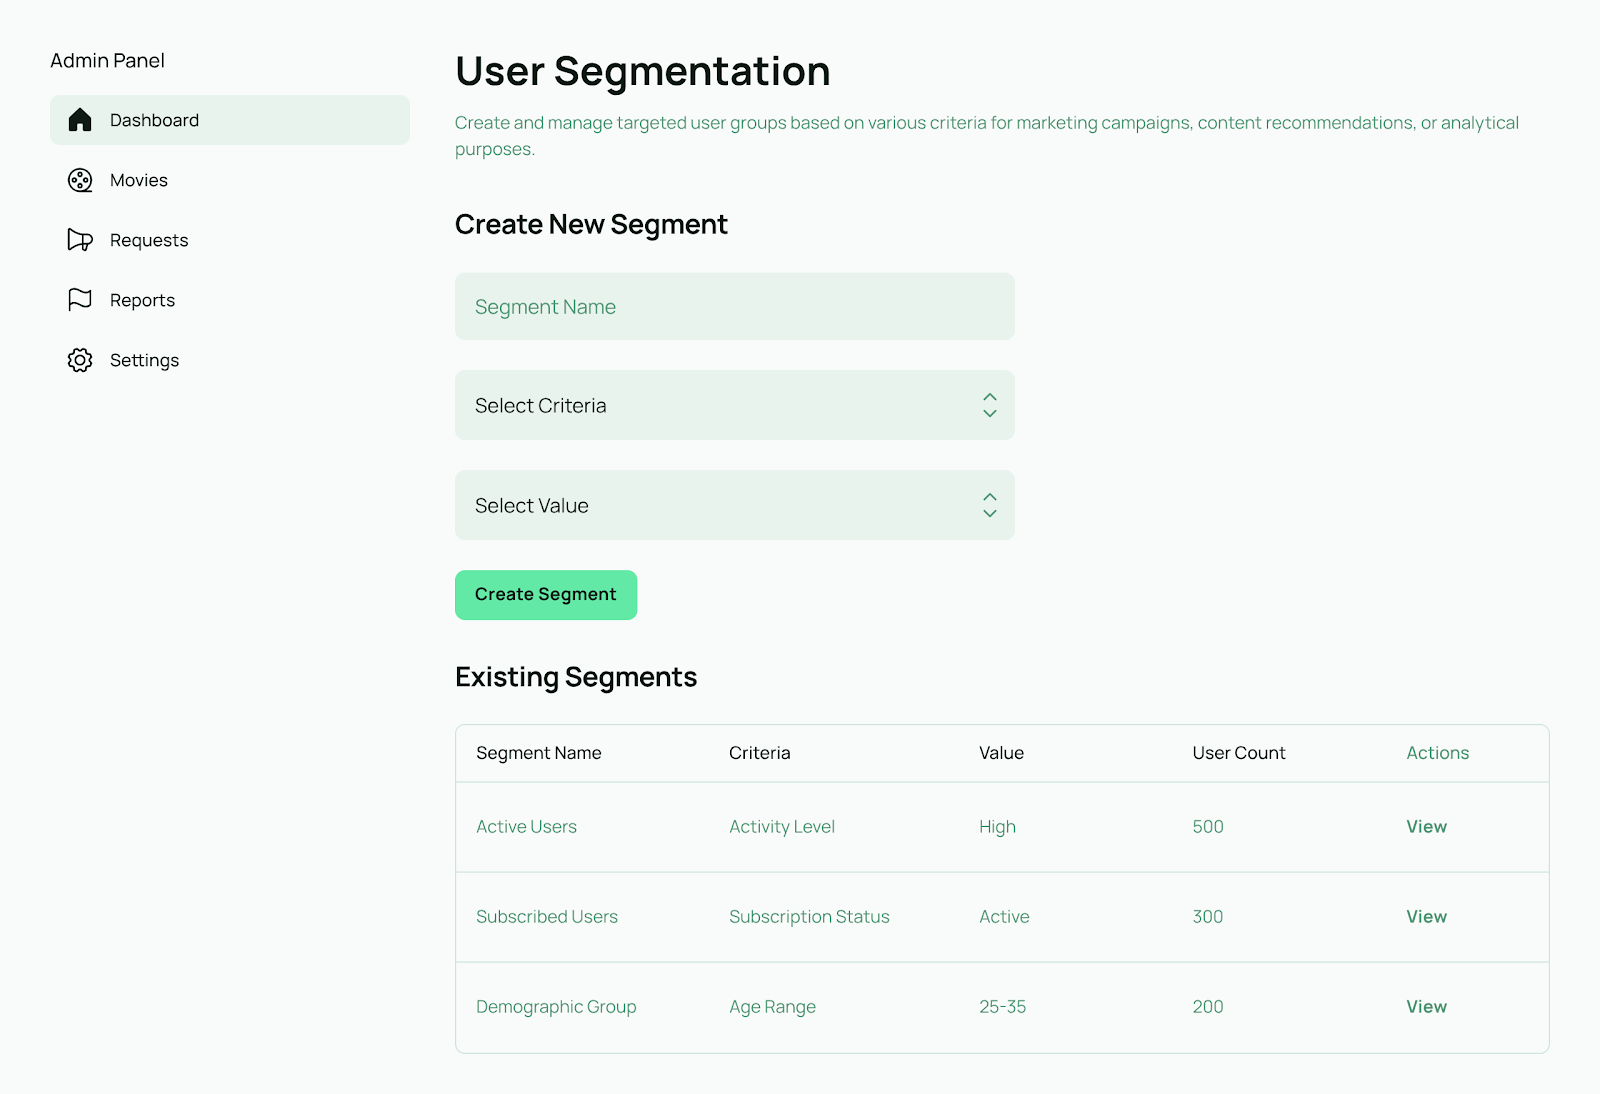 Admin Panel
Dashboard
Movies
Requests
Reports
Settings
User Segmentation
Create and manage targeted user groups based on various criteria for marketing campaigns, content recommendations, or analytical
purposes.
Create New Segment
Segment Name
Select Criteria
Select Value
Create Segment
Existing Segments
Segment Name Criteria Value User Count Actions
Active Users Activity Level High 500 View
Subscribed Users Subscription Status Active 300 View
Demographic Group Age Range 25-35 200 View